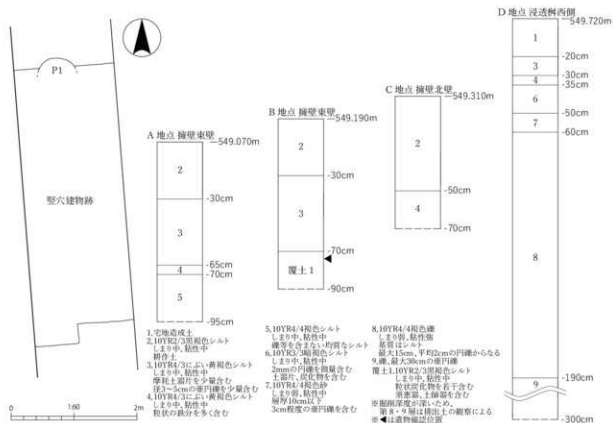 P1
竪穴建物跡
0
1:60
2m
A 地点 擁壁東壁
549.070m
2
-30cm
3
-65cm
4
-70cm
5
-95cm
B 地点 擁壁東壁
549.190m
2
-30cm
3
-70cm
覆土 1
-90cm
C 地点 擁壁北壁
549.310m
2
-50cm
4
-70cm
D 地点 浸透桝西側
549.720m
1
-20cm
3
-30cm
4
-35cm
6
-50cm
7
-60cm
8
-190cm
9
-300cm
1,宅地造成土
2,10YR2/3黒褐色シルト
しまり中、粘性中
耕作土
3,10YR4/3にぶい黄褐色シルト
しまり中、粘性中
摩耗土器片を少量含む
径3~5cmの亜円礫を少量含む
4,10YR4/3にぶい黄褐色シルト
しまり中、粘性中
粒状の鉄分を多く含む
5,10YR4/4褐色シルト
しまり中、粘性中
礫等を含まない均質なシルト
6,10YR3/3暗褐色シルト
しまり中、粘性中
2mmの円礫を微量含む
土器片、炭化物を含む
7,10YR4/4褐色砂
しまり弱、粘性中
層厚10cm以下
3cm程度の亜円礫を含む
8,10YR4/4褐色礫
しまり弱、粘性弱
基質はシルト
最大15cm、平均2cmの円礫からなる
9,礫、最大30cmの亜円礫
覆土1,10YR2/3黒褐色シルト
しまり中、粘性中
粒状炭化物を若干含む
須恵器、土師器を含む
※掘削深度が深いため、
第8・9層は排出土の観察による
※◀は遺物確認位置